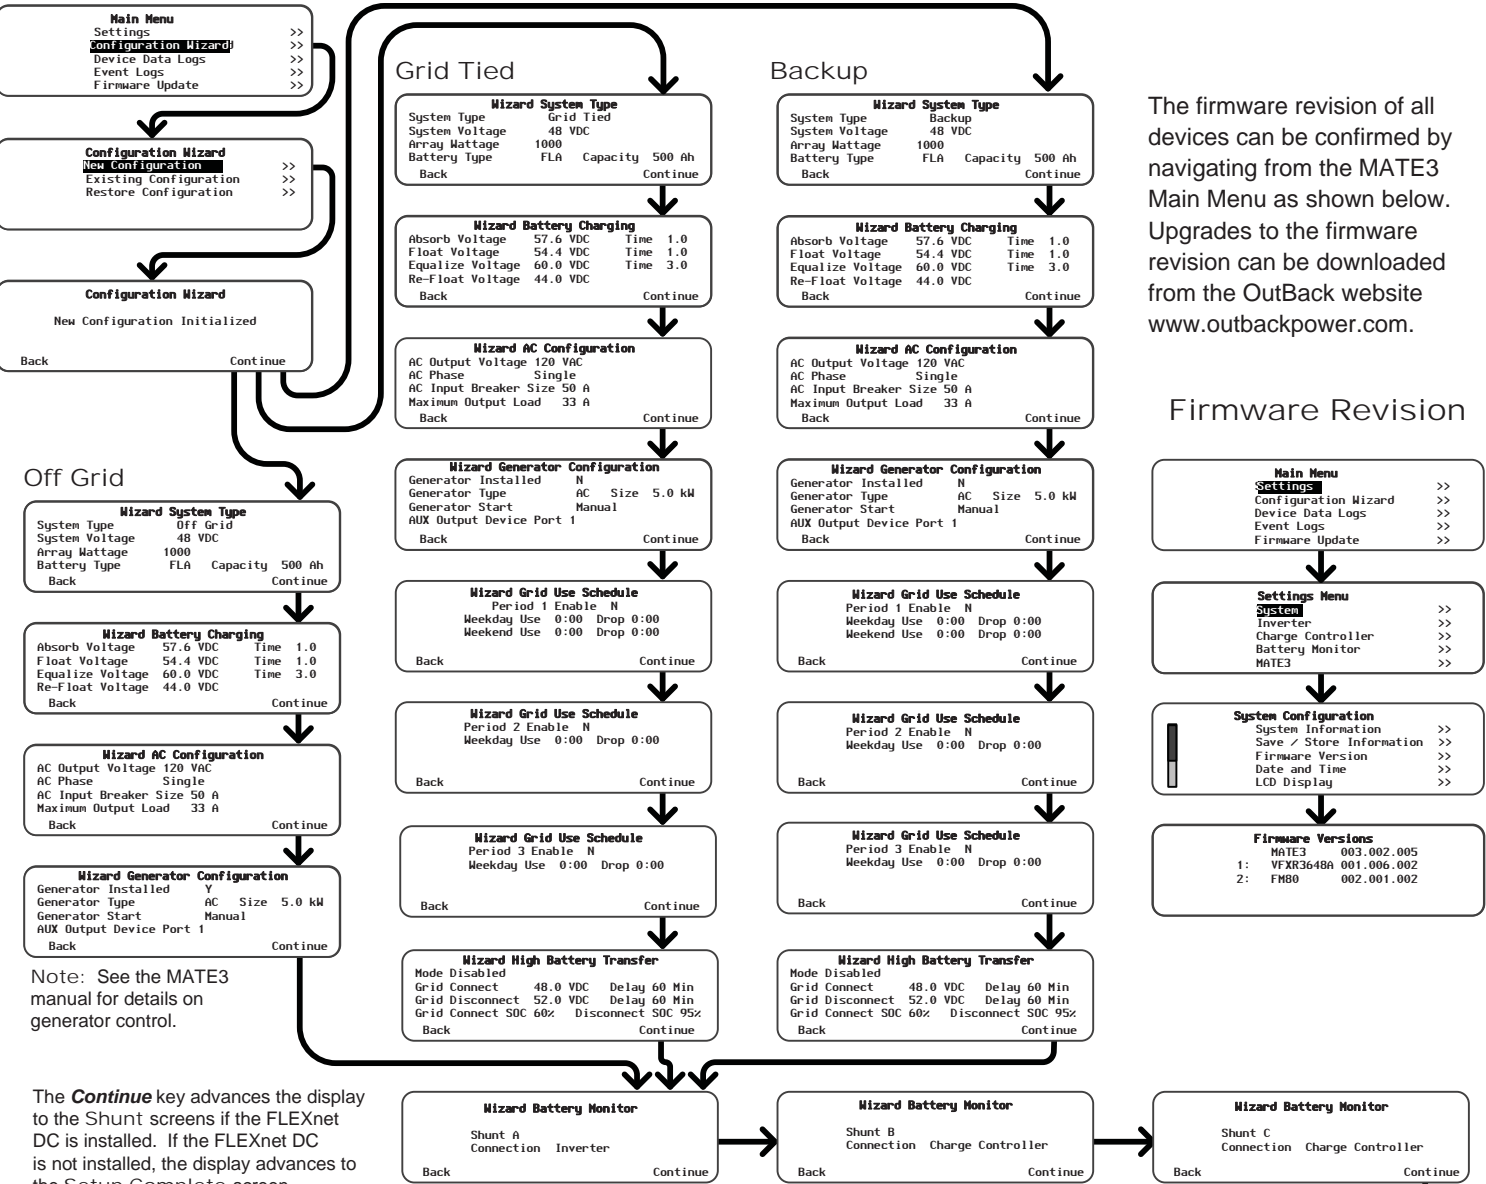 Main Menu
Settings >>
Configuration Wizard >>
Device Data Logs >>
Event Logs >>
Firmware Update >>
Configuration Wizard
New Configuration >>
Existing Configuration >>
Restore Configuration >>
Configuration Wizard
New Configuration Initialized
Back Continue
Off Grid
Wizard System Type
System Type Off Grid
System Voltage 48 VDC
Array Wattage 1000
Battery Type FLA Capacity 500 Ah
Back Continue
Wizard Battery Charging
Absorb Voltage 57.6 VDC Time 1.0
Float Voltage 54.4 VDC Time 1.0
Equalize Voltage 60.0 VDC Time 3.0
Re-Float Voltage 44.0 VDC
Back Continue
Wizard AC Configuration
AC Output Voltage 120 VAC
AC Phase Single
AC Input Breaker Size 50 A
Maximum Output Load 33 A
Back Continue
Wizard Generator Configuration
Generator Installed Y
Generator Type AC Size 5.0 kW
Generator Start Manual
AUX Output Device Port 1
Back Continue
Note: See the MATE3
manual for details on
generator control.
The Continue key advances the display
to the Shunt screens if the FLEXnet
DC is installed. If the FLEXnet DC
is not installed, the display advances to
the Setup Complete screen
Grid Tied
Wizard System Type
System Type Grid Tied
System Voltage 48 VDC
Array Wattage 1000
Battery Type FLA Capacity 500 Ah
Back Continue
Wizard Battery Charging
Absorb Voltage 57.6 VDC Time 1.0
Float Voltage 54.4 VDC Time 1.0
Equalize Voltage 60.0 VDC Time 3.0
Re-Float Voltage 44.0 VDC
Back Continue
Wizard AC Configuration
AC Output Voltage 120 VAC
AC Phase Single
AC Input Breaker Size 50 A
Maximum Output Load 33 A
Back Continue
Wizard Generator Configuration
Generator Installed N
Generator Type AC Size 5.0 kW
Generator Start Manual
AUX Output Device Port 1
Back Continue
Wizard Grid Use Schedule
Period 1 Enable N
Weekday Use 0:00 Drop 0:00
Weekend Use 0:00 Drop 0:00
Back Continue
Wizard Grid Use Schedule
Period 2 Enable N
Weekday Use 0:00 Drop 0:00
Back Continue
Wizard Grid Use Schedule
Period 3 Enable N
Weekday Use 0:00 Drop 0:00
Back Continue
Wizard High Battery Transfer
Mode Disabled
Grid Connect 48.0 VDC Delay 60 Min
Grid Disconnect 52.0 VDC Delay 60 Min
Grid Connect SOC 60% Disconnect SOC 95%
Back Continue
Backup
Wizard System Type
System Type Backup
System Voltage 48 VDC
Array Wattage 1000
Battery Type FLA Capacity 500 Ah
Back Continue
Wizard Battery Charging
Absorb Voltage 57.6 VDC Time 1.0
Float Voltage 54.4 VDC Time 1.0
Equalize Voltage 60.0 VDC Time 3.0
Re-Float Voltage 44.0 VDC
Back Continue
Wizard AC Configuration
AC Output Voltage 120 VAC
AC Phase Single
AC Input Breaker Size 50 A
Maximum Output Load 33 A
Back Continue
Wizard Generator Configuration
Generator Installed N
Generator Type AC Size 5.0 kW
Generator Start Manual
AUX Output Device Port 1
Back Continue
Wizard Grid Use Schedule
Period 1 Enable N
Weekday Use 0:00 Drop 0:00
Weekend Use 0:00 Drop 0:00
Back Continue
Wizard Grid Use Schedule
Period 2 Enable N
Weekday Use 0:00 Drop 0:00
Back Continue
Wizard Grid Use Schedule
Period 3 Enable N
Weekday Use 0:00 Drop 0:00
Back Continue
Wizard High Battery Transfer
Mode Disabled
Grid Connect 48.0 VDC Delay 60 Min
Grid Disconnect 52.0 VDC Delay 60 Min
Grid Connect SOC 60% Disconnect SOC 95%
Back Continue
The firmware revision of all
devices can be confirmed by
navigating from the MATE3
Main Menu as shown below.
Upgrades to the firmware
revision can be downloaded
from the OutBack website
www.outbackpower.com.
Firmware Revision
Main Menu
Settings >>
Configuration Wizard >>
Device Data Logs >>
Event Logs >>
Firmware Update >>
Settings Menu
System >>
Inverter >>
Charge Controller >>
Battery Monitor >>
MATE3 >>
System Configuration
System Information >>
Save / Store Information >>
Firmware Version >>
Date and Time >>
LCD Display >>
Firmware Versions
MATE3 003.002.005
1: VFXR3648A 001.006.002
2: FM80 002.001.002
Wizard Battery Monitor
Shunt A
Connection Inverter
Back Continue
Wizard Battery Monitor
Shunt B
Connection Charge Controller
Back Continue
Wizard Battery Monitor
Shunt C
Connection Charge Controller
Back Continue